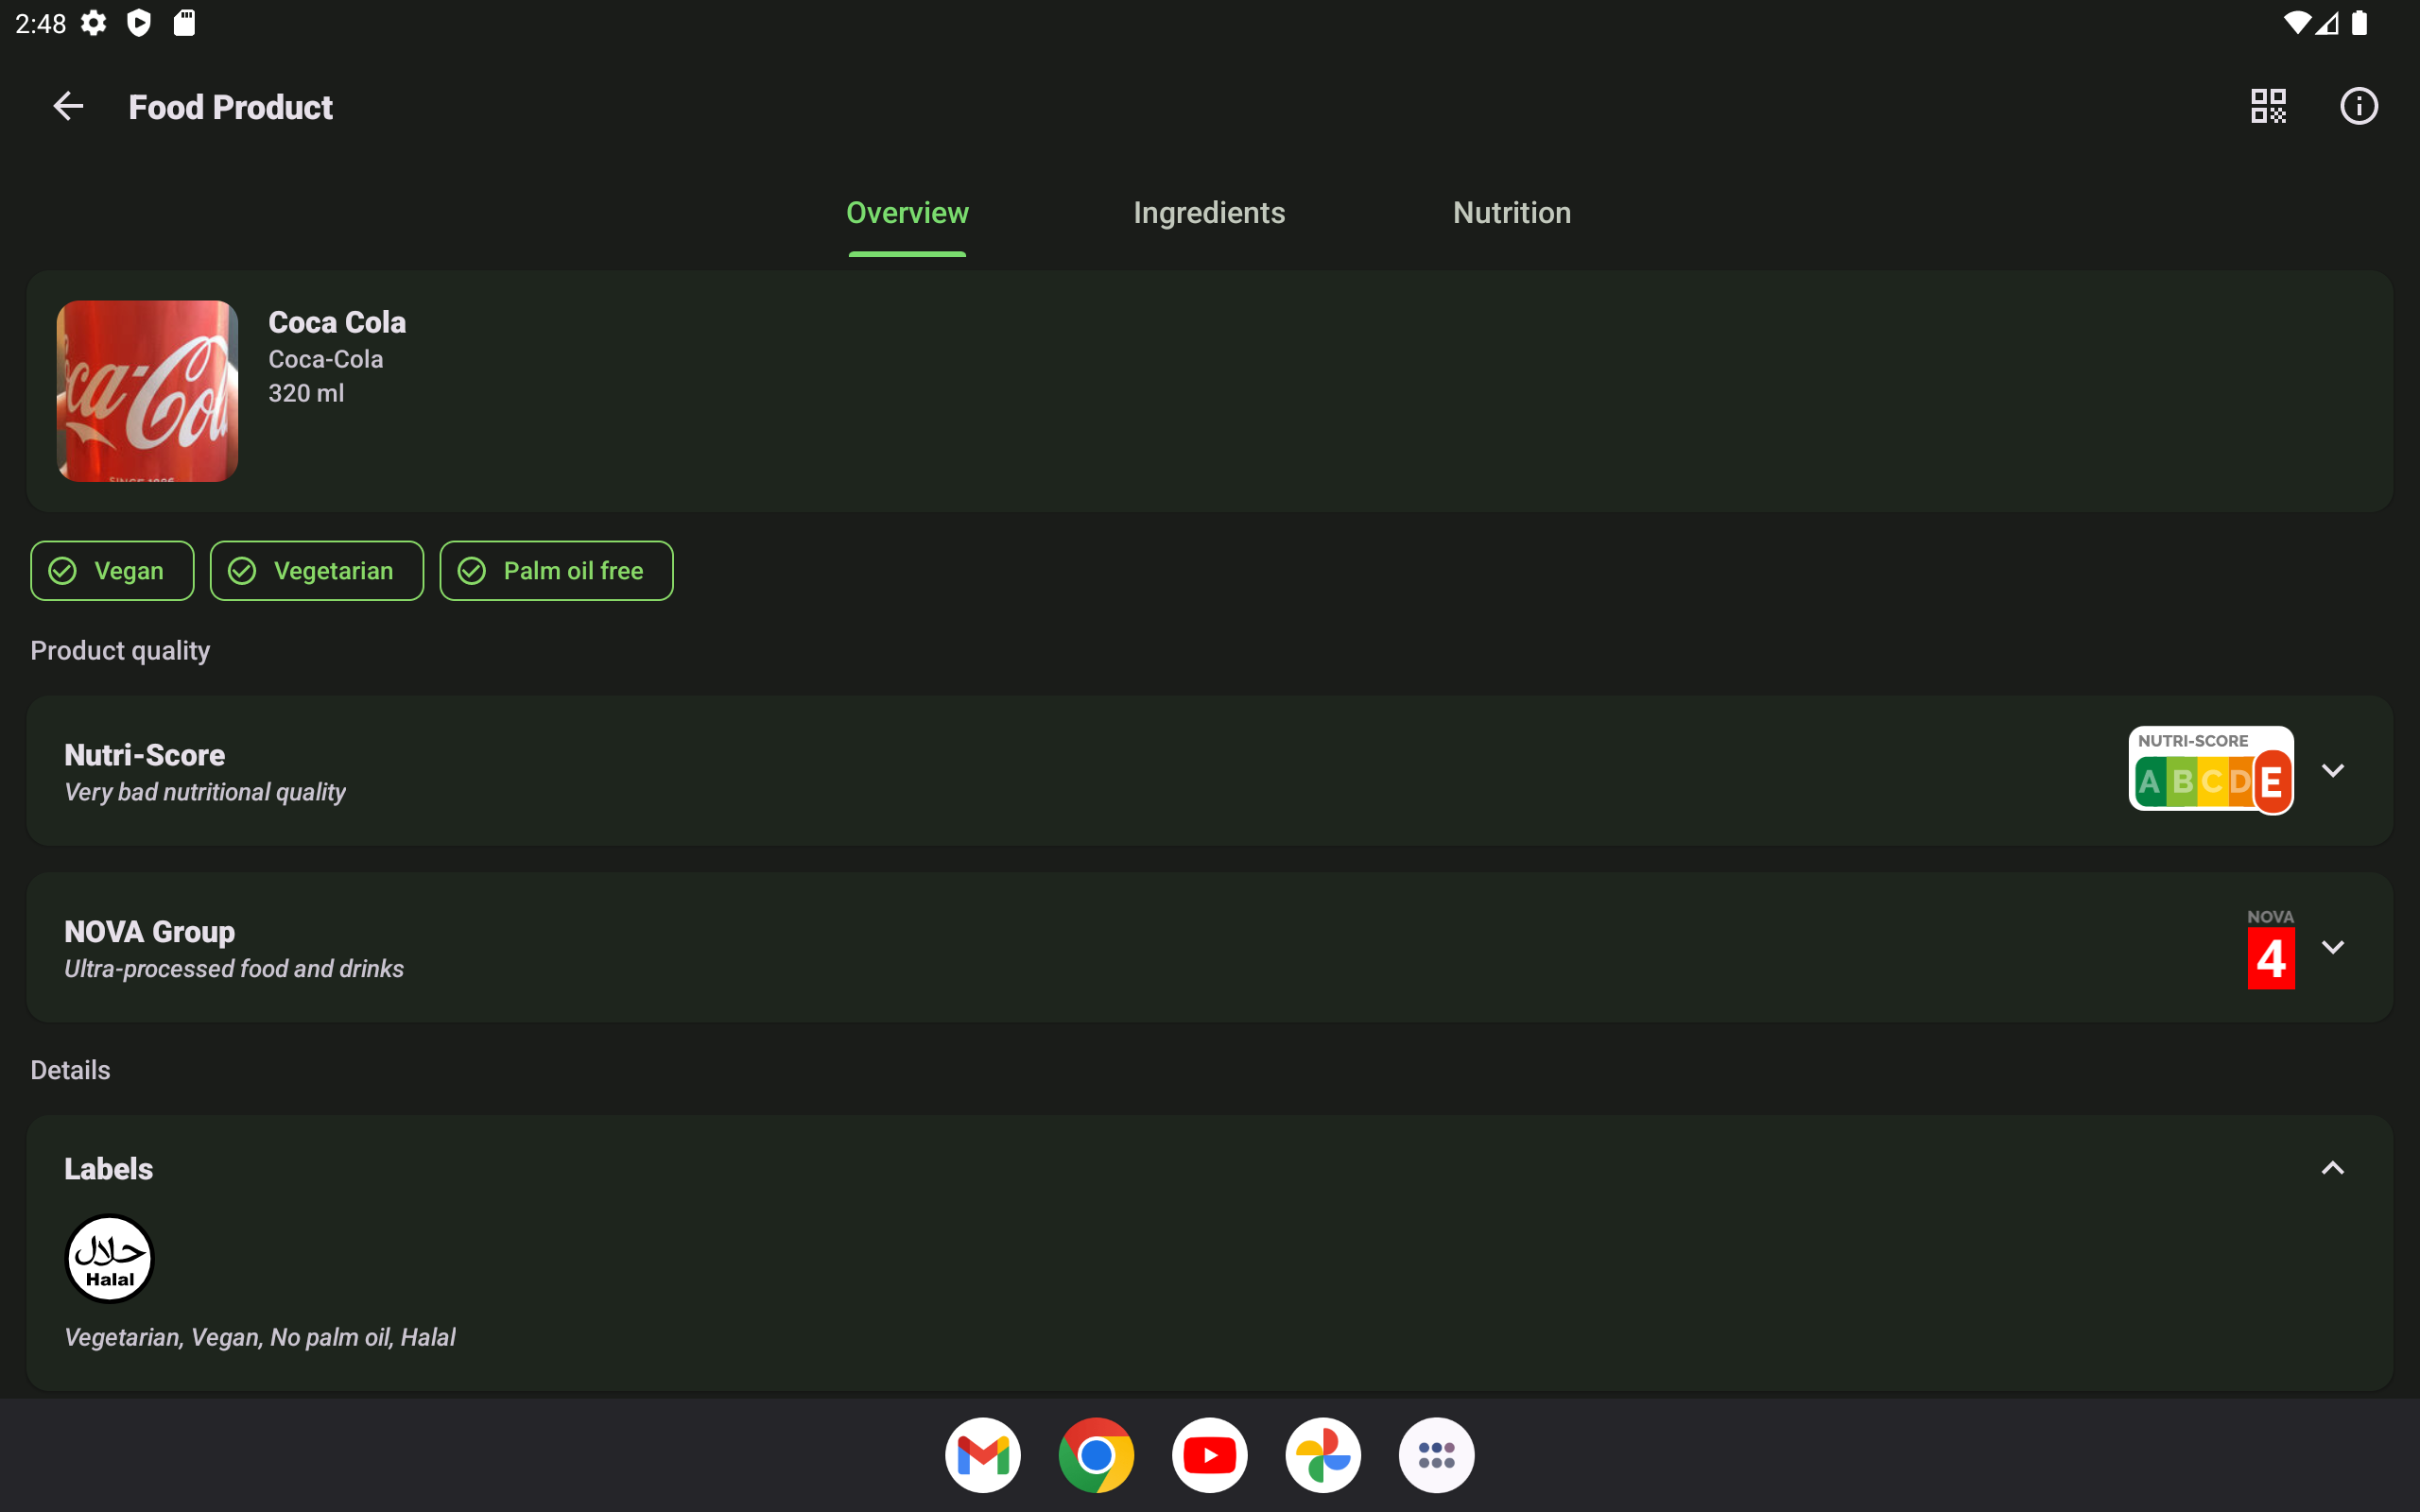 2:48
Food Product
Overview
Ingredients
Nutrition
Coca Cola
Coca-Cola
320 ml
Vegan
Vegetarian
Palm oil free
Product quality
Nutri-Score
Very bad nutritional quality
NUTRI-SCORE
A B C D E
NOVA Group
Ultra-processed food and drinks
NOVA
4
Details
Labels
حلال
Halal
Vegetarian, Vegan, No palm oil, Halal